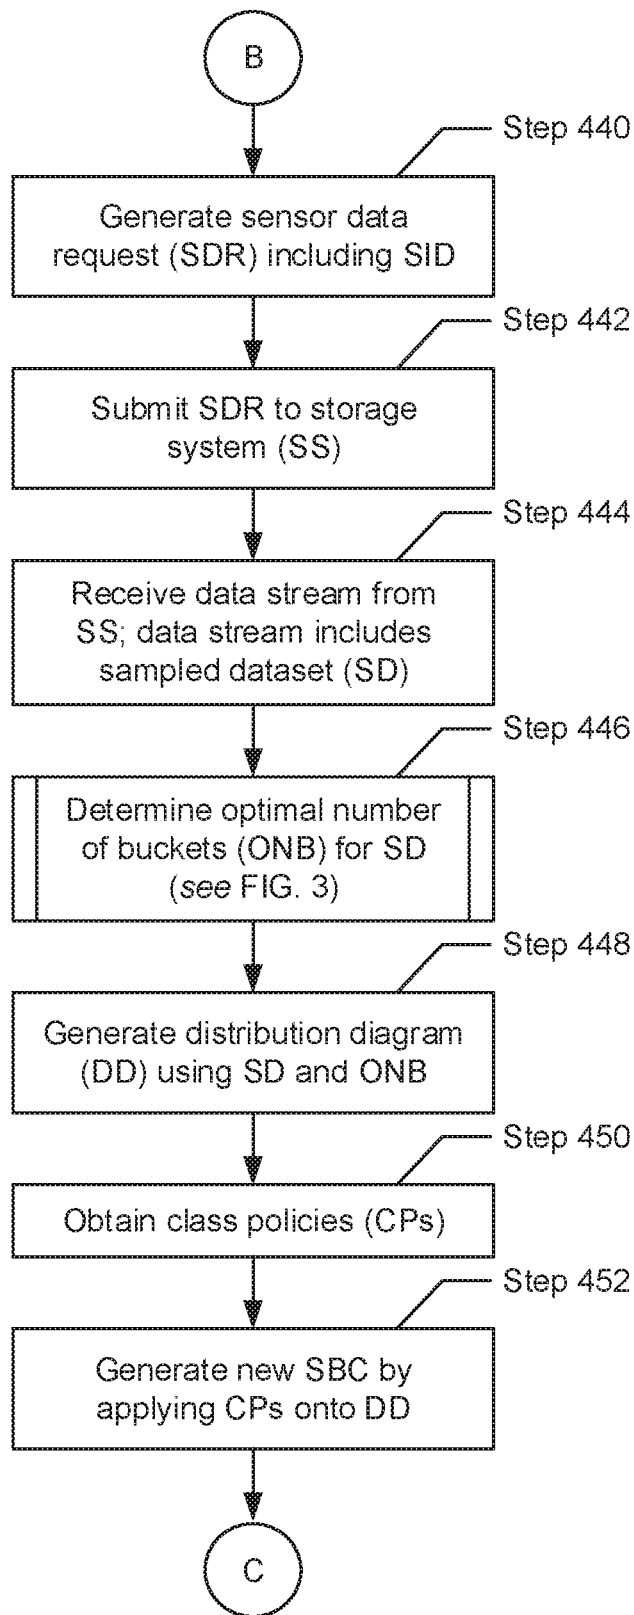 B
Step 440
Generate sensor data
request (SDR) including SID
Step 442
Submit SDR to storage
system (SS)
Step 444
Receive data stream from
SS; data stream includes
sampled dataset (SD)
Step 446
Determine optimal number
of buckets (ONB) for SD
(see FIG. 3)
Step 448
Generate distribution diagram
(DD) using SD and ONB
Step 450
Obtain class policies (CPs)
Step 452
Generate new SBC by
applying CPs onto DD
C